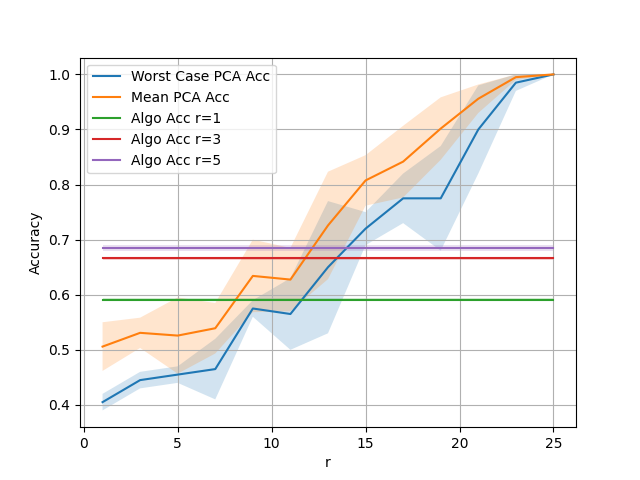 Worst Case PCA Acc
Mean PCA Acc
Algo Acc r=1
Algo Acc r=3
Algo Acc r=5
Accuracy
1.0
0.9
0.8
0.7
0.6
0.5
0.4
0 5 10 15 20 25
r